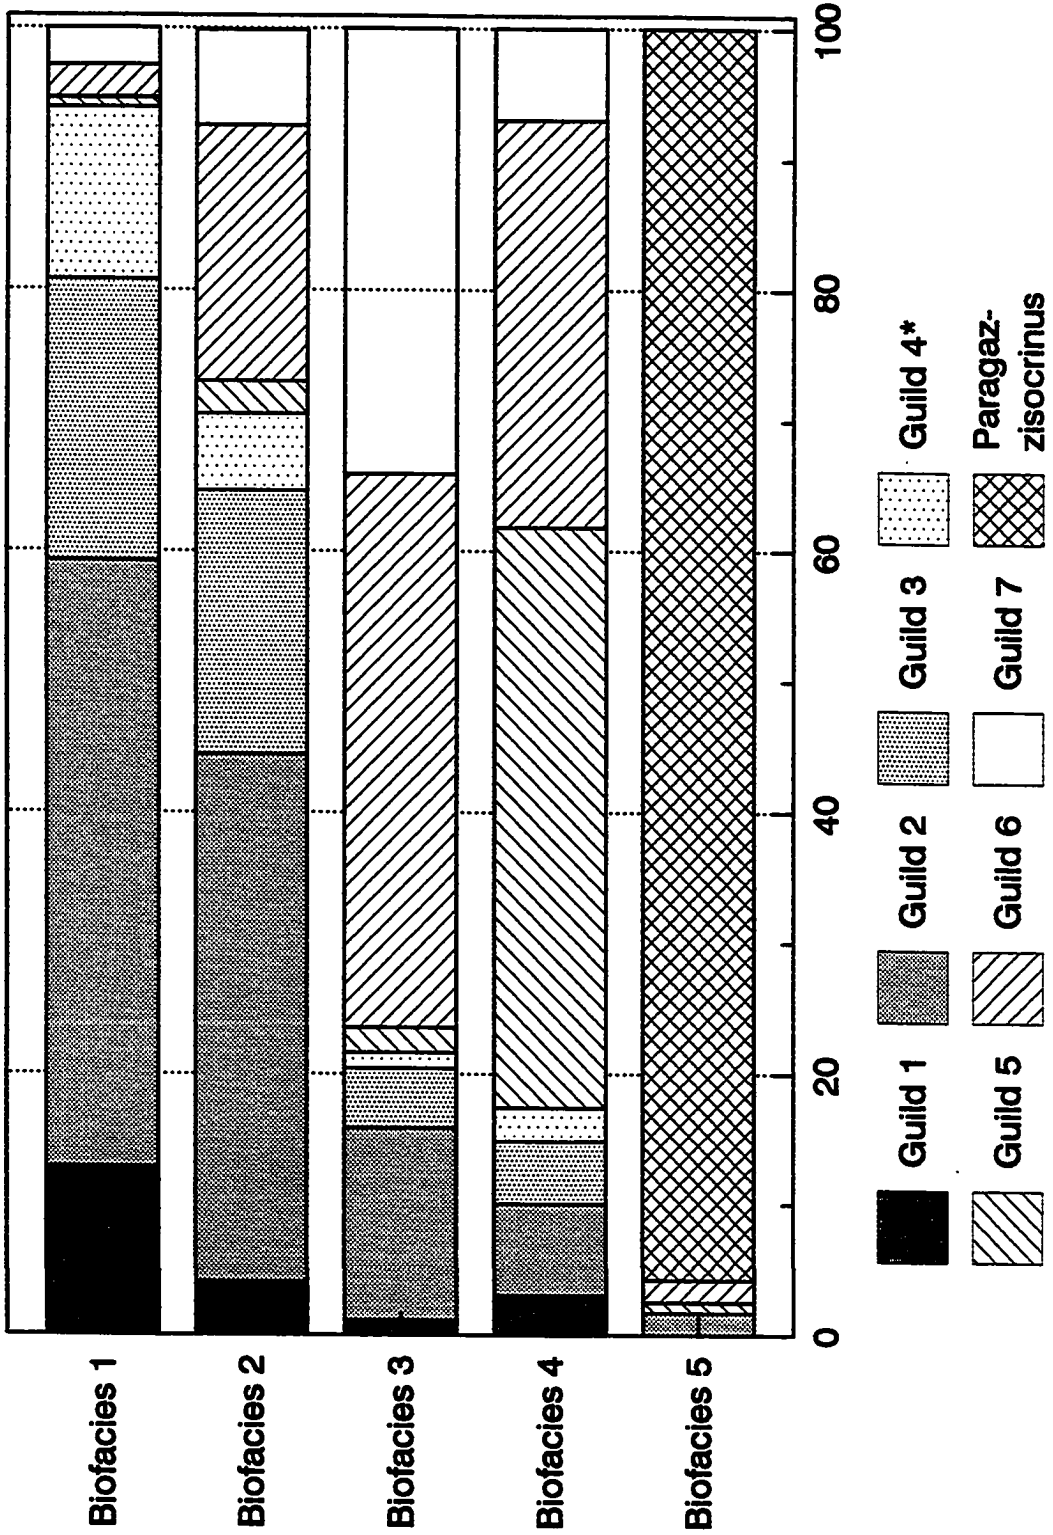 Biofacies 1
Biofacies 2
Biofacies 3
Biofacies 4
Biofacies 5
0 20 40 60 80 100
Guild 1 Guild 2 Guild 3 Guild 4*
Guild 5 Guild 6 Guild 7 Paragaz-
zisocrinus